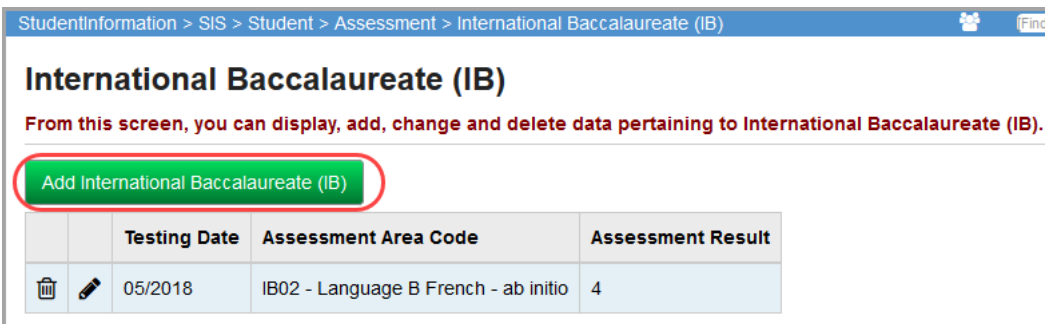 StudentInformation > SIS > Student > Assessment > International Baccalaureate (IB)
International Baccalaureate (IB)
From this screen, you can display, add, change and delete data pertaining to International Baccalaureate (IB).
Add International Baccalaureate (IB)
Testing Date Assessment Area Code Assessment Result
05/2018 IB02 - Language B French - ab initio 4